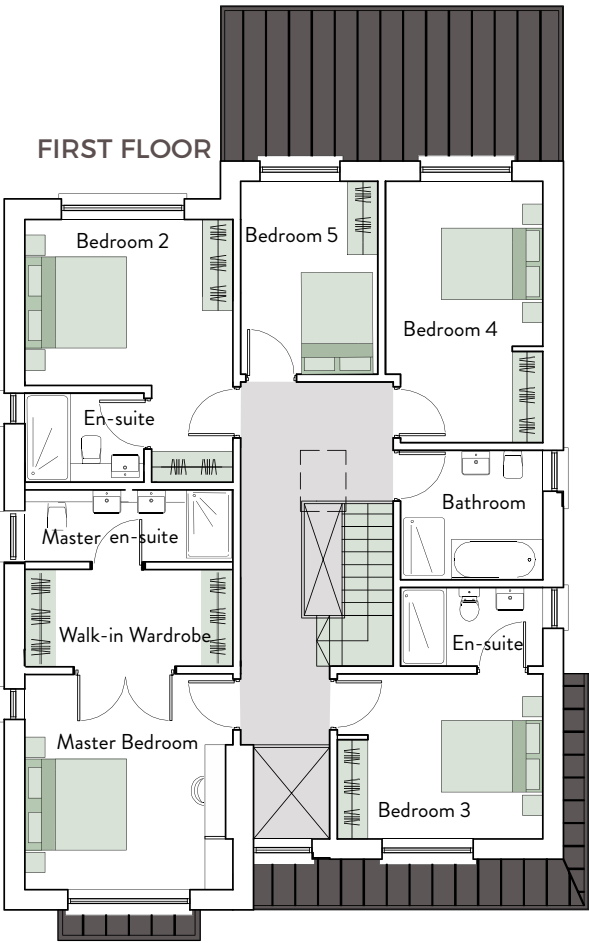 FIRST FLOOR
Bedroom 2
Bedroom 5
Bedroom 4
En-suite
Bathroom
Master en-suite
Walk-in Wardrobe
En-suite
Master Bedroom
Bedroom 3